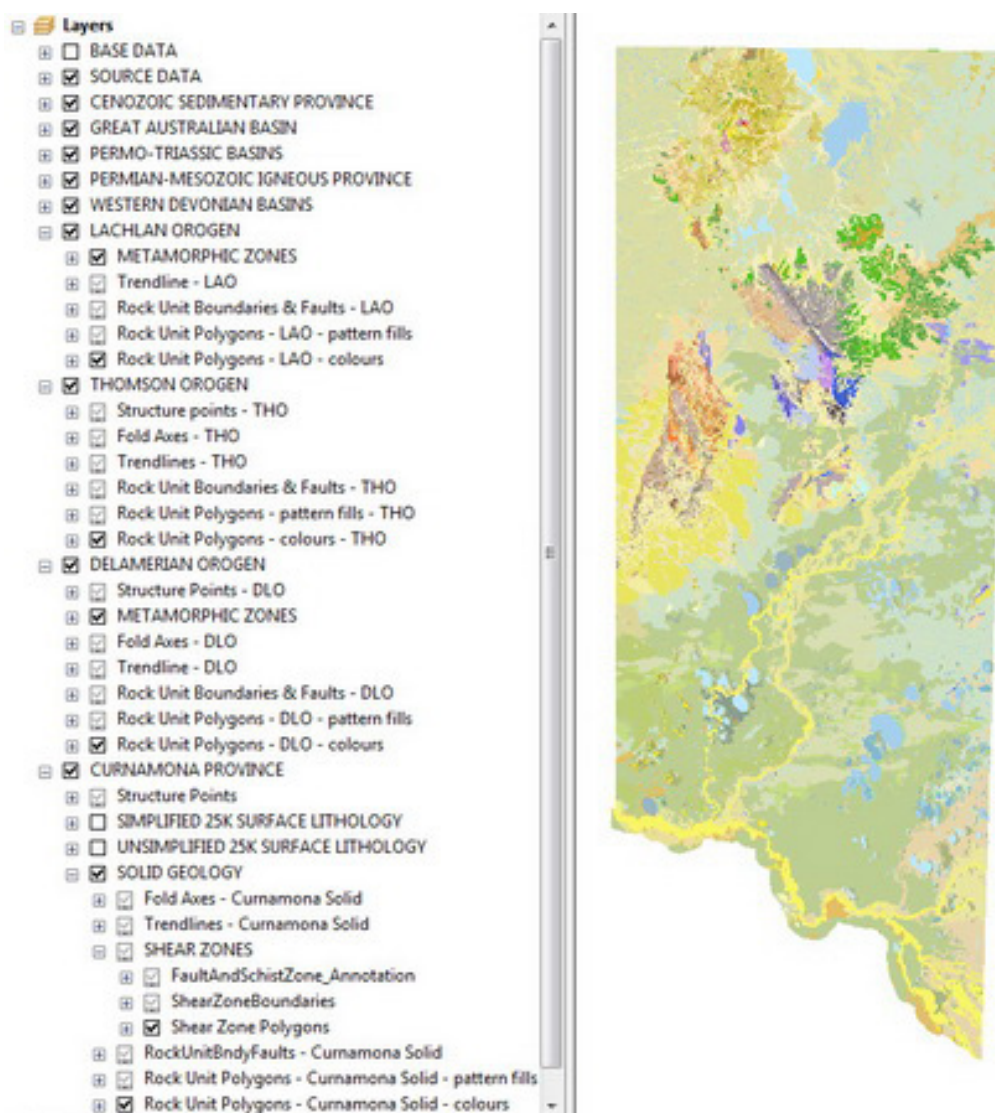 Layers
BASE DATA
SOURCE DATA
CENOZOIC SEDIMENTARY PROVINCE
GREAT AUSTRALIAN BASIN
PERMO-TRIASSIC BASINS
PERMIAN-MESOZOIC IGNEOUS PROVINCE
WESTERN DEVONIAN BASINS
LACHLAN OROGEN
METAMORPHIC ZONES
Trendline - LAO
Rock Unit Boundaries & Faults - LAO
Rock Unit Polygons - LAO - pattern fills
Rock Unit Polygons - LAO - colours
THOMSON OROGEN
Structure points - THO
Fold Axes - THO
Trendlines - THO
Rock Unit Boundaries & Faults - THO
Rock Unit Polygons - pattern fills - THO
Rock Unit Polygons - colours - THO
DELAMERIAN OROGEN
Structure Points - DLO
METAMORPHIC ZONES
Fold Axes - DLO
Trendline - DLO
Rock Unit Boundaries & Faults - DLO
Rock Unit Polygons - DLO - pattern fills
Rock Unit Polygons - DLO - colours
CURNAMONA PROVINCE
Structure Points
SIMPLIFIED 25K SURFACE LITHOLOGY
UNSIMPLIFIED 25K SURFACE LITHOLOGY
SOLID GEOLOGY
Fold Axes - Curnamona Solid
Trendlines - Curnamona Solid
SHEAR ZONES
FaultAndSchistZone_Annotation
ShearZoneBoundaries
Shear Zone Polygons
RockUnitBndyFaults - Curnamona Solid
Rock Unit Polygons - Curnamona Solid - pattern fills
Rock Unit Polygons - Curnamona Solid - colours